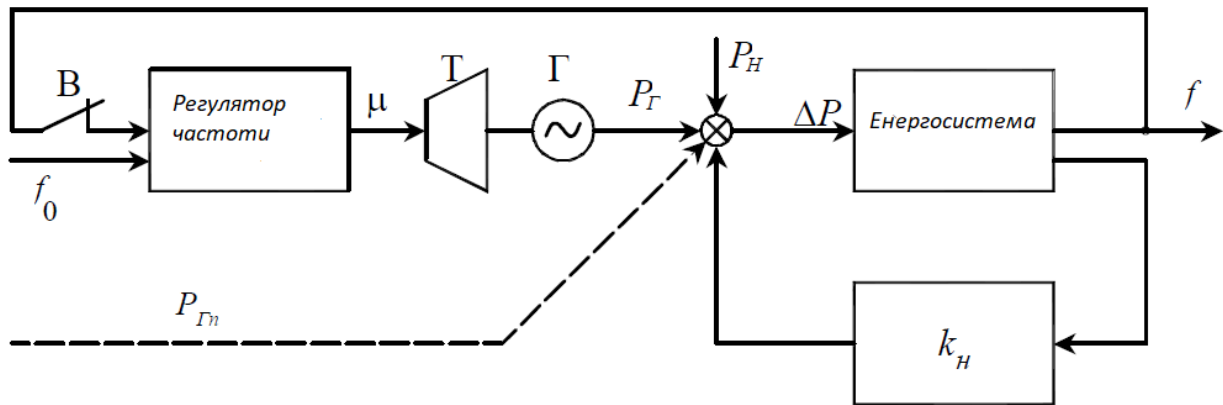 В
Регулятор
частоти
μ
Т
Г
P_Г
P_Н
ΔP
Енергосистема
f
f_0
P_Гп
k_н